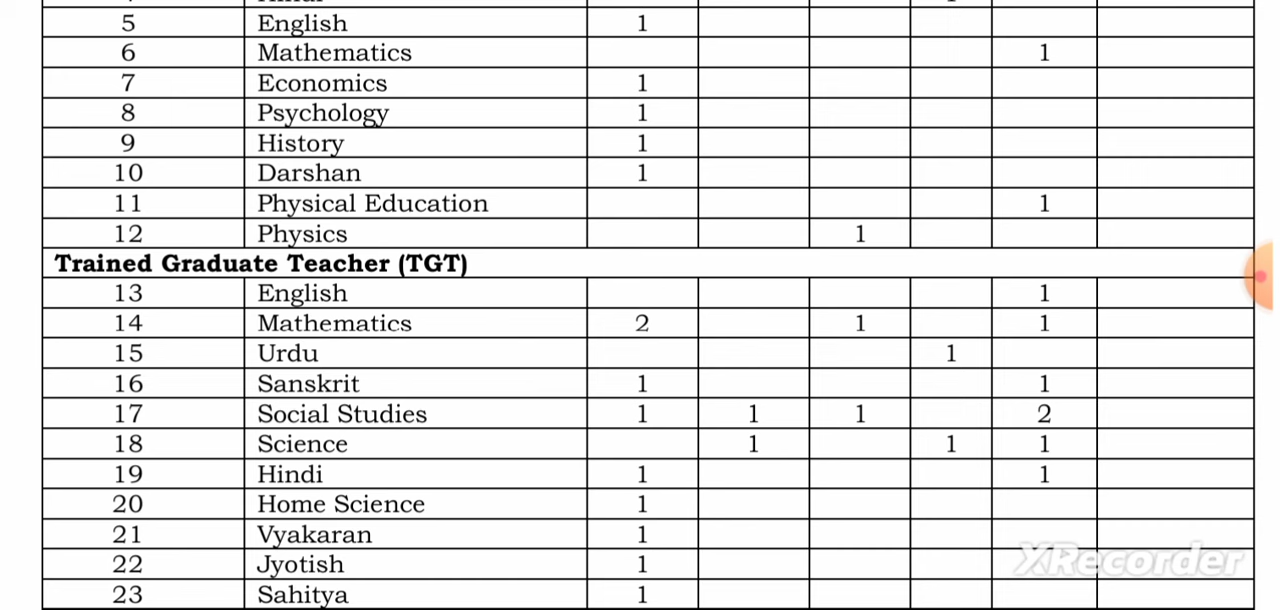 5 English 1
6 Mathematics 1
7 Economics 1
8 Psychology 1
9 History 1
10 Darshan 1
11 Physical Education 1
12 Physics 1
Trained Graduate Teacher (TGT)
13 English 1
14 Mathematics 2 1 1
15 Urdu 1
16 Sanskrit 1 1
17 Social Studies 1 1 1 2
18 Science 1 1 1
19 Hindi 1 1
20 Home Science 1
21 Vyakaran 1
22 Jyotish 1
23 Sahitya 1
XRecorder